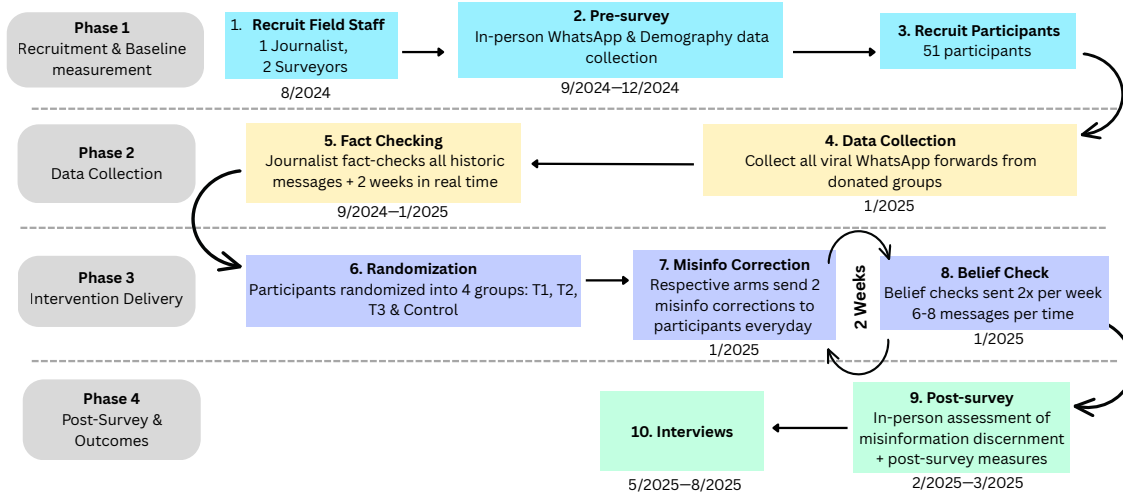 Phase 1
Recruitment & Baseline
measurement
1. Recruit Field Staff
1 Journalist,
2 Surveyors
8/2024
2. Pre-survey
In-person WhatsApp & Demography data
collection
9/2024—12/2024
3. Recruit Participants
51 participants
Phase 2
Data Collection
5. Fact Checking
Journalist fact-checks all historic
messages + 2 weeks in real time
9/2024—1/2025
4. Data Collection
Collect all viral WhatsApp forwards from
donated groups
1/2025
Phase 3
Intervention Delivery
6. Randomization
Participants randomized into 4 groups: T1, T2,
T3 & Control
7. Misinfo Correction
Respective arms send 2
misinfo corrections to
participants everyday
1/2025
2 Weeks
8. Belief Check
Belief checks sent 2x per week
6-8 messages per time
1/2025
Phase 4
Post-Survey &
Outcomes
10. Interviews
5/2025—8/2025
9. Post-survey
In-person assessment of
misinformation discernment
+ post-survey measures
2/2025—3/2025